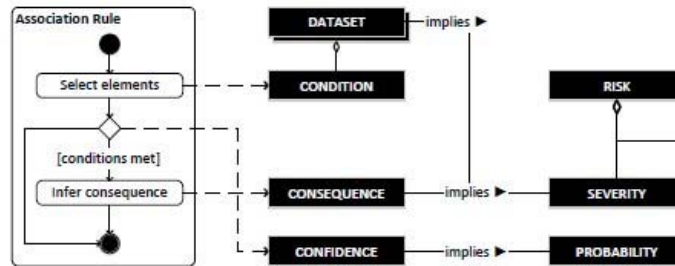 Association Rule
DATASET
implies ▶
Select elements
CONDITION
RISK
[conditions met]
Infer consequence
CONSEQUENCE
implies ▶
SEVERITY
CONFIDENCE
implies ▶
PROBABILITY